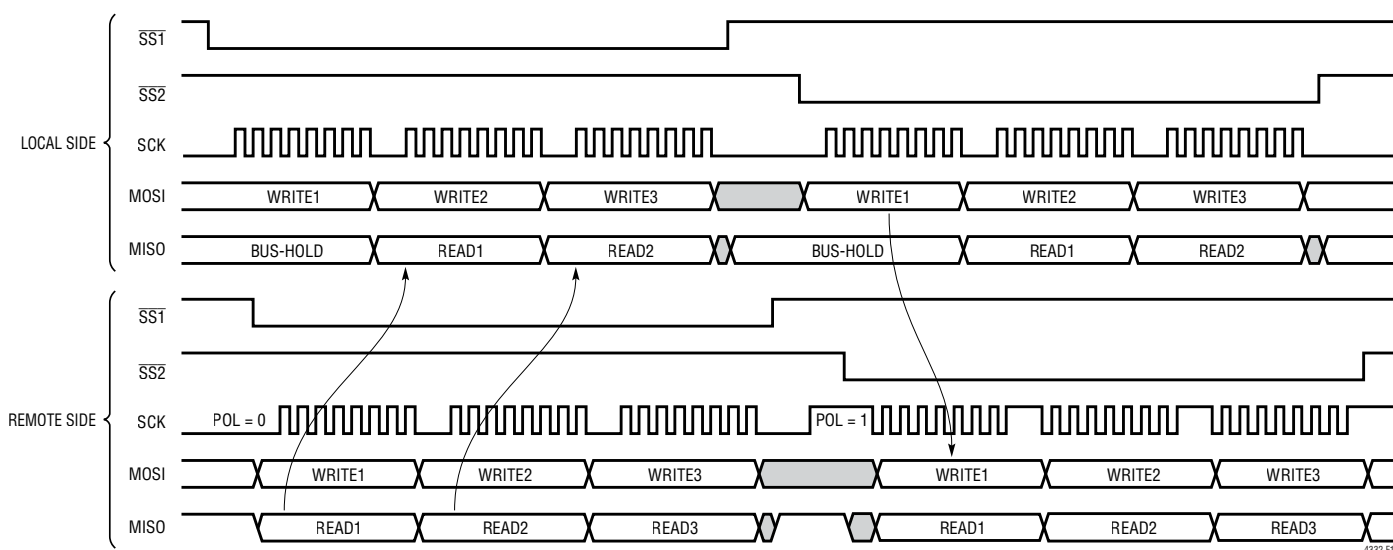 SS1
SS2
LOCAL SIDE SCK
MOSI WRITE1 WRITE2 WRITE3 WRITE1 WRITE2 WRITE3
MISO BUS-HOLD READ1 READ2 BUS-HOLD READ1 READ2
SS1
SS2
REMOTE SIDE SCK POL = 0 POL = 1
MOSI WRITE1 WRITE2 WRITE3 WRITE1 WRITE2 WRITE3
MISO READ1 READ2 READ3 READ1 READ2 READ3